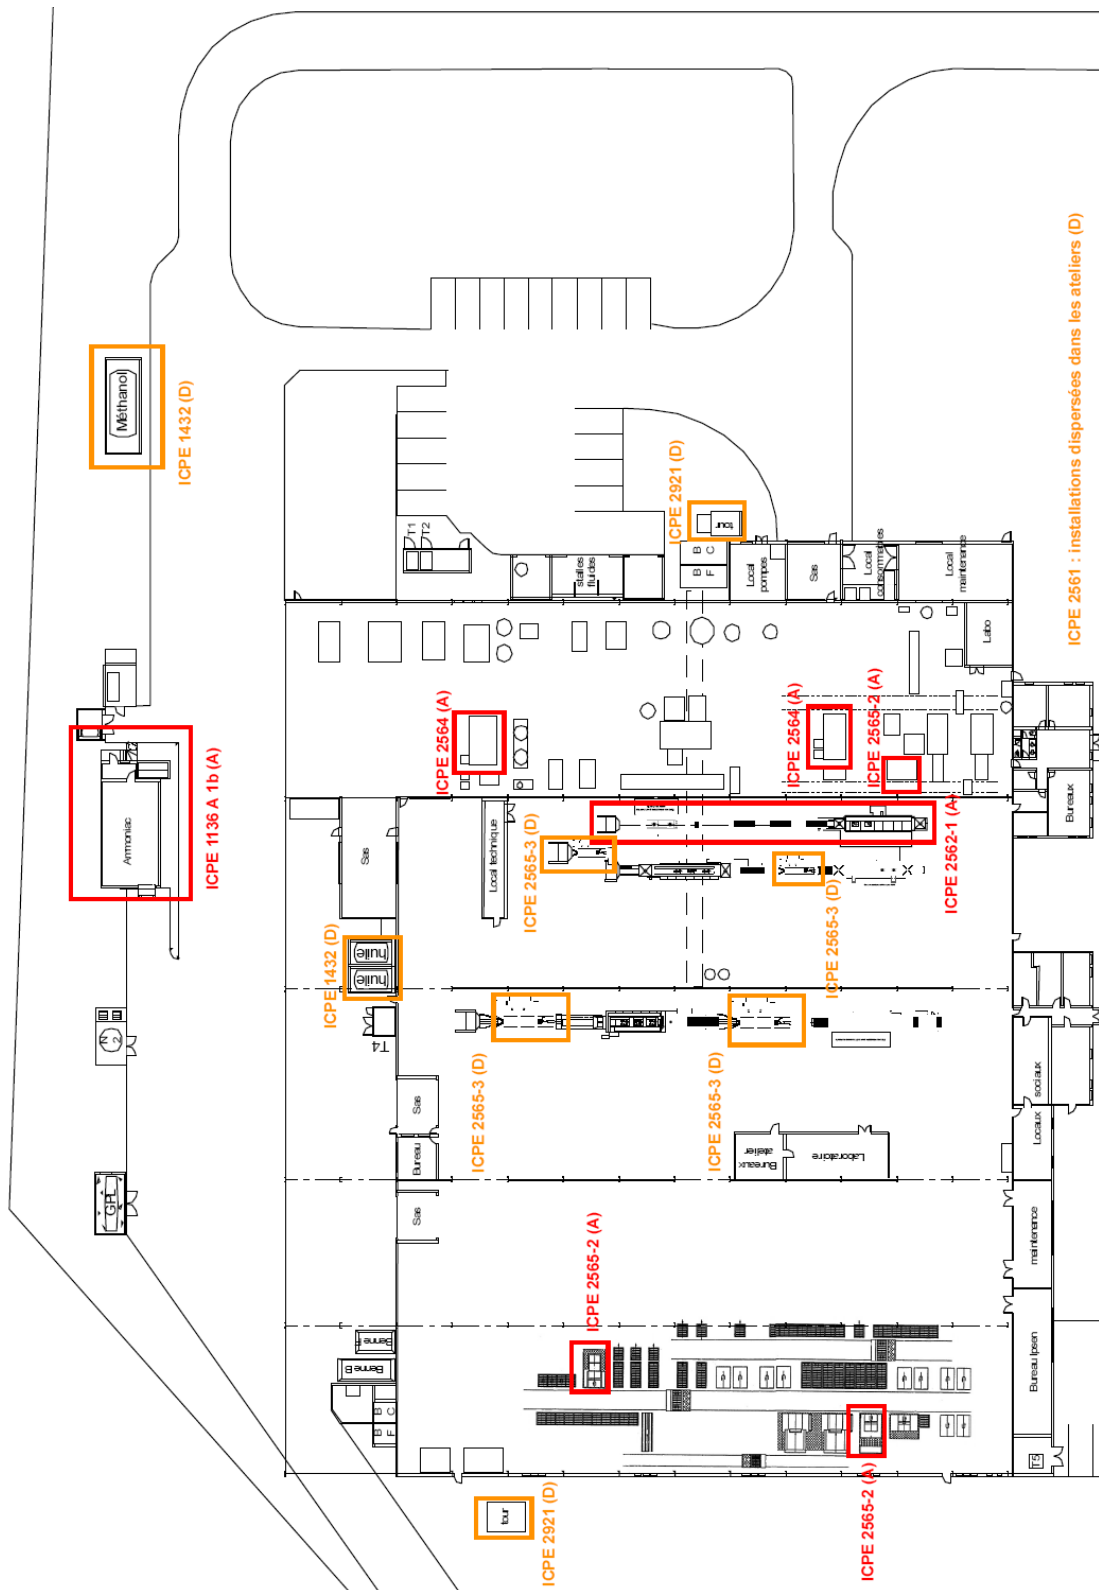 Méthanol
ICPE 1432 (D)
ICPE 2561 : installations dispersées dans les ateliers (D)
ICPE 2921 (D)
tour
T1
T2
stalles
fluides
B C
B F
Local
pompes
Sas
Local
consommables
Local
maintenance
Labo
Ammoniac
ICPE 1136 A 1b (A)
ICPE 2564 (A)
ICPE 2564 (A)
ICPE 2565-2 (A)
Bureaux
Sas
Local technique
ICPE 2565-3 (D)
ICPE 2562-1 (A)
ICPE 2565-3 (D)
huile
huile
ICPE 1432 (D)
N
2
T4
ICPE 2565-3 (D)
ICPE 2565-3 (D)
Locaux sociaux
Sas
Bureau
Bureaux
atelier
Laboratoire
GPL
Sas
maintenance
ICPE 2565-2 (A)
Benne F
Benne B
B C
B F
Bureau Ipsen
T5
ICPE 2565-2 (A)
tour
ICPE 2921 (D)